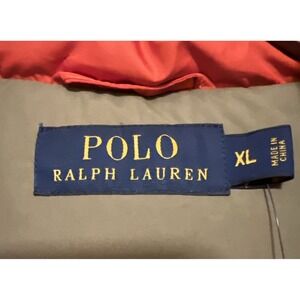 POLO
RALPH LAUREN
XL
MADE IN
CHINA